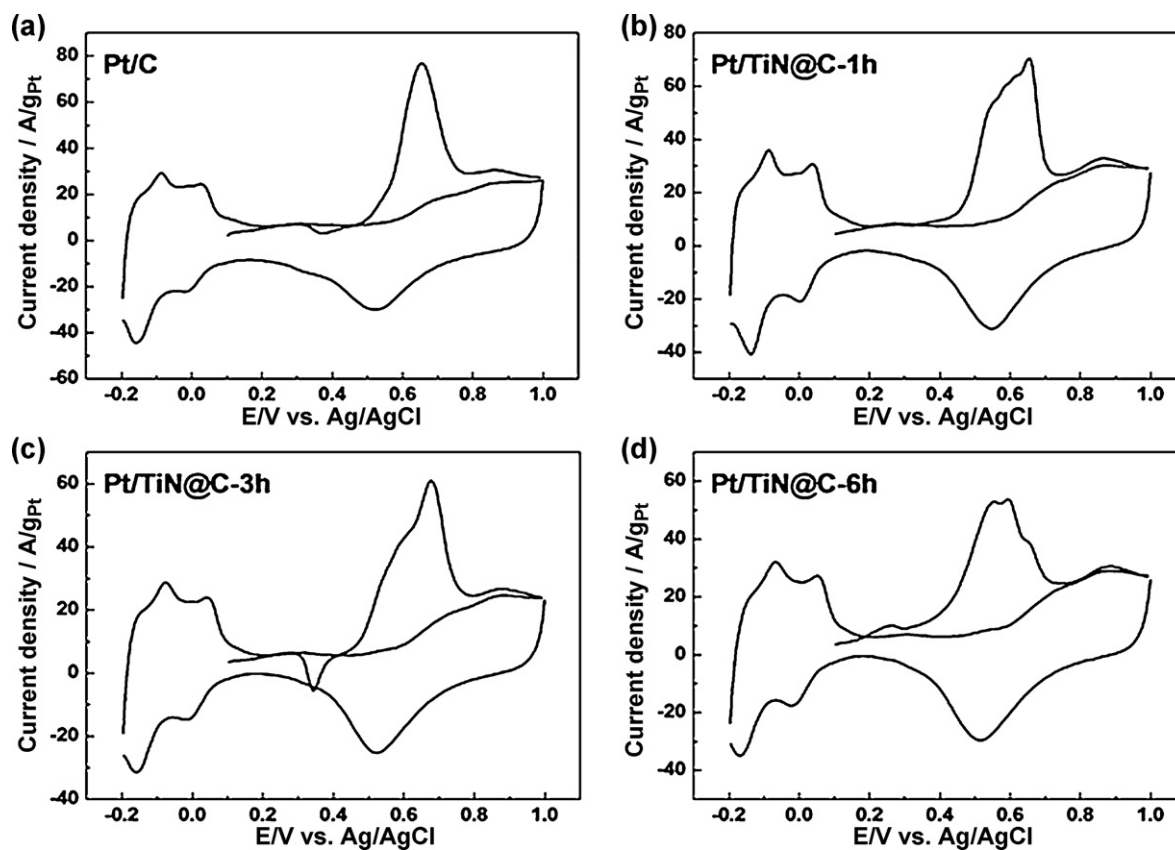 (a)
Pt/C
Current density / A/gPt
80
60
40
20
0
-20
-40
-60
-0.2 0.0 0.2 0.4 0.6 0.8 1.0
E/V vs. Ag/AgCl
(b)
Pt/TiN@C-1h
Current density / A/gPt
80
60
40
20
0
-20
-40
-0.2 0.0 0.2 0.4 0.6 0.8 1.0
E/V vs. Ag/AgCl
(c)
Pt/TiN@C-3h
Current density / A/gPt
60
40
20
0
-20
-40
-0.2 0.0 0.2 0.4 0.6 0.8 1.0
E/V vs. Ag/AgCl
(d)
Pt/TiN@C-6h
Current density / A/gPt
60
40
20
0
-20
-40
-0.2 0.0 0.2 0.4 0.6 0.8 1.0
E/V vs. Ag/AgCl